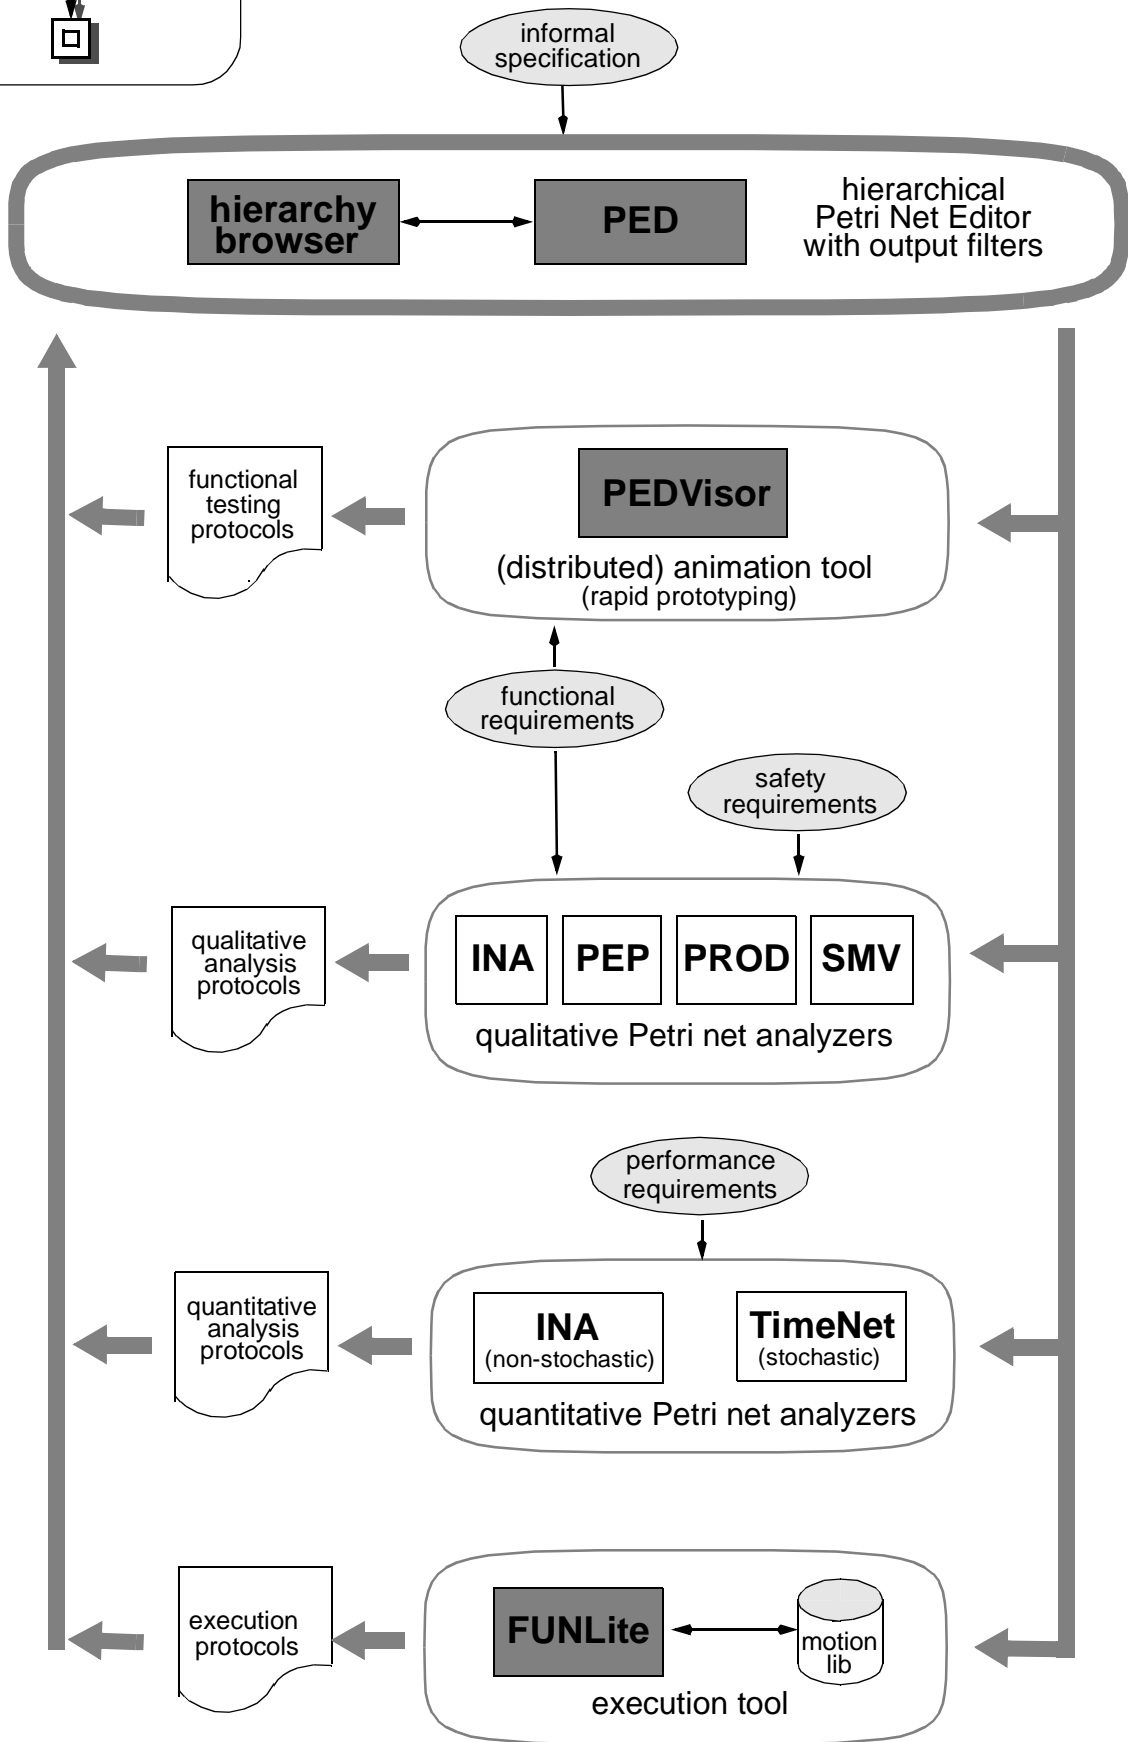 informal
specification
hierarchy
browser
PED
hierarchical
Petri Net Editor
with output filters
functional
testing
protocols
PEDVisor
(distributed) animation tool
(rapid prototyping)
functional
requirements
safety
requirements
qualitative
analysis
protocols
INA
PEP
PROD
SMV
qualitative Petri net analyzers
performance
requirements
quantitative
analysis
protocols
INA
(non-stochastic)
TimeNet
(stochastic)
quantitative Petri net analyzers
execution
protocols
FUNLite
motion
lib
execution tool